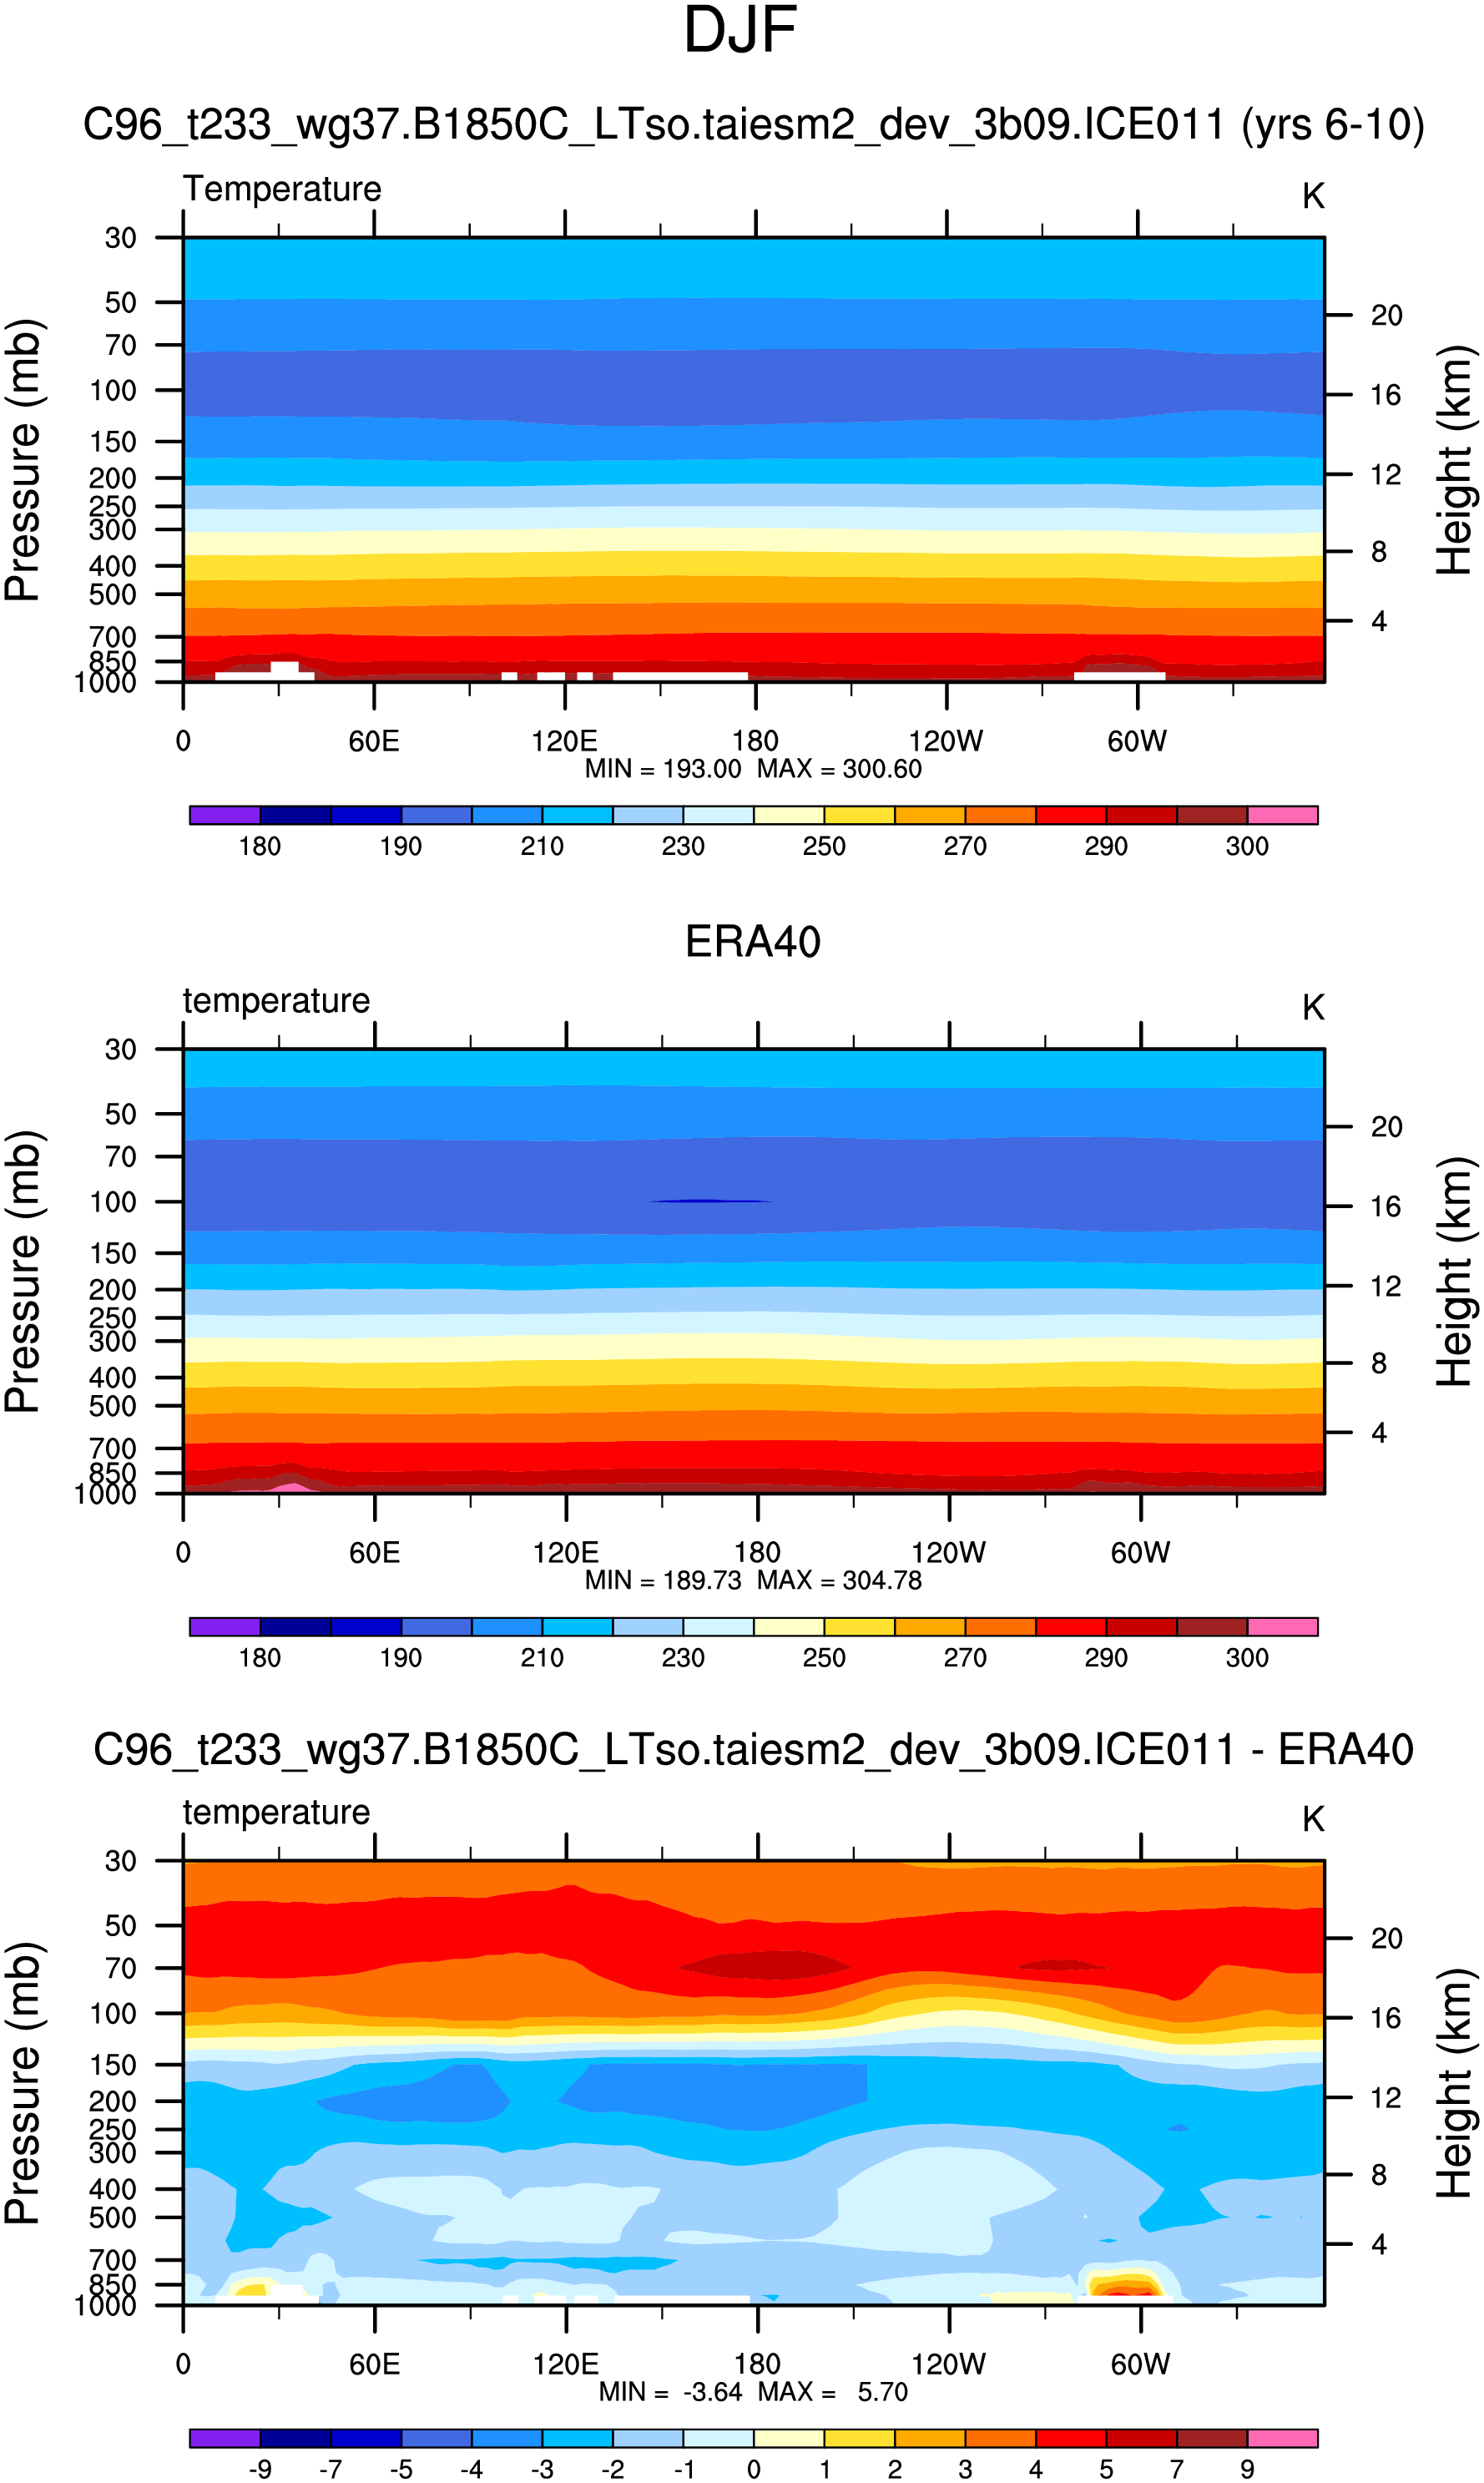 DJF
C96_t233_wg37.B1850C_LTso.taiesm2_dev_3b09.ICE011 (yrs 6-10)
Temperature K
30
50
70
100
150
200
250
300
400
500
700
850
1000
Pressure (mb)
20
16
12
8
4
Height (km)
0 60E 120E 180 120W 60W
MIN = 193.00 MAX = 300.60
180 190 210 230 250 270 290 300
ERA40
temperature K
30
50
70
100
150
200
250
300
400
500
700
850
1000
Pressure (mb)
20
16
12
8
4
Height (km)
0 60E 120E 180 120W 60W
MIN = 189.73 MAX = 304.78
180 190 210 230 250 270 290 300
C96_t233_wg37.B1850C_LTso.taiesm2_dev_3b09.ICE011 - ERA40
temperature K
30
50
70
100
150
200
250
300
400
500
700
850
1000
Pressure (mb)
20
16
12
8
4
Height (km)
0 60E 120E 180 120W 60W
MIN = -3.64 MAX = 5.70
-9 -7 -5 -4 -3 -2 -1 0 1 2 3 4 5 7 9